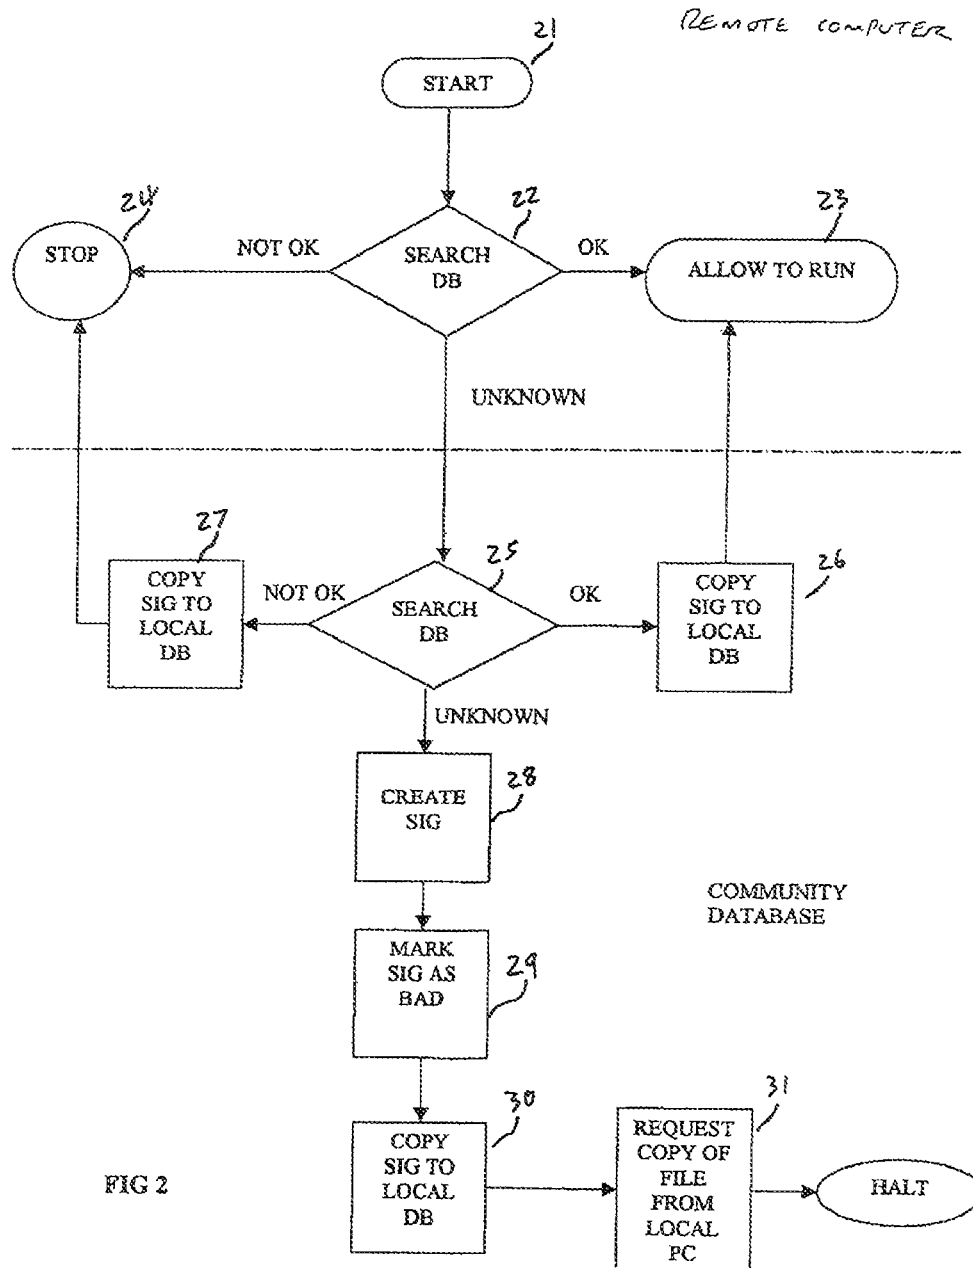 REMOTE COMPUTER
21
START
24
22
23
STOP
NOT OK
SEARCH
DB
OK
ALLOW TO RUN
UNKNOWN
27
25
26
COPY
SIG TO
LOCAL
DB
NOT OK
SEARCH
DB
OK
COPY
SIG TO
LOCAL
DB
UNKNOWN
28
CREATE
SIG
COMMUNITY
DATABASE
29
MARK
SIG AS
BAD
30
31
COPY
SIG TO
LOCAL
DB
REQUEST
COPY OF
FILE
FROM
LOCAL
PC
HALT
FIG 2